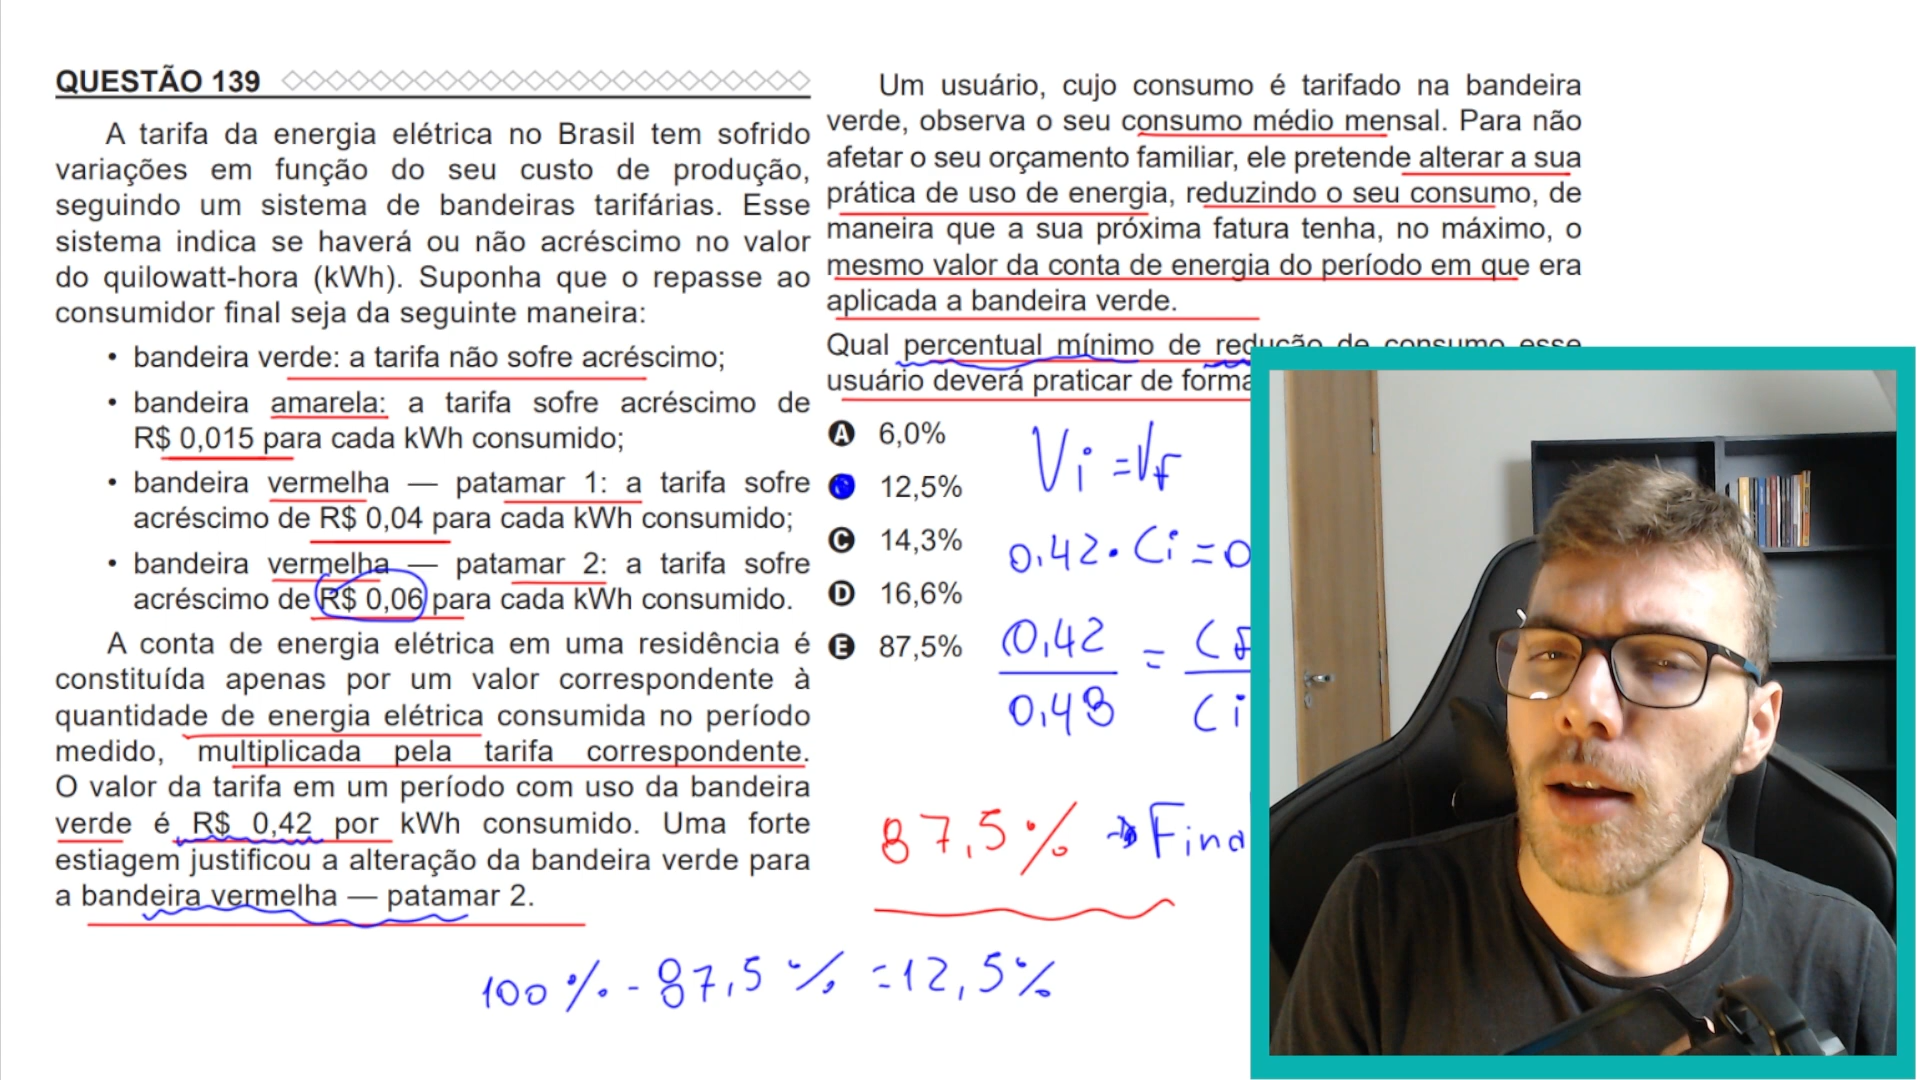 QUESTÃO 139
A tarifa da energia elétrica no Brasil tem sofrido
variações em função do seu custo de produção,
seguindo um sistema de bandeiras tarifárias. Esse
sistema indica se haverá ou não acréscimo no valor
do quilowatt-hora (kWh). Suponha que o repasse ao
consumidor final seja da seguinte maneira:
• bandeira verde: a tarifa não sofre acréscimo;
• bandeira amarela: a tarifa sofre acréscimo de
R$ 0,015 para cada kWh consumido;
• bandeira vermelha — patamar 1: a tarifa sofre
acréscimo de R$ 0,04 para cada kWh consumido;
• bandeira vermelha — patamar 2: a tarifa sofre
acréscimo de R$ 0,06 para cada kWh consumido.
A conta de energia elétrica em uma residência é
constituída apenas por um valor correspondente à
quantidade de energia elétrica consumida no período
medido, multiplicada pela tarifa correspondente.
O valor da tarifa em um período com uso da bandeira
verde é R$ 0,42 por kWh consumido. Uma forte
estiagem justificou a alteração da bandeira verde para
a bandeira vermelha — patamar 2.
Um usuário, cujo consumo é tarifado na bandeira
verde, observa o seu consumo médio mensal. Para não
afetar o seu orçamento familiar, ele pretende alterar a sua
prática de uso de energia, reduzindo o seu consumo, de
maneira que a sua próxima fatura tenha, no máximo, o
mesmo valor da conta de energia do período em que era
aplicada a bandeira verde.
Qual percentual mínimo de redução de consumo esse
usuário deverá praticar de forma
A 6,0%
12,5%
C 14,3%
D 16,6%
E 87,5%
Vi = Vf
0,42 . Ci = 0
0,42 = Cf
0,48 Ci
87,5% → Fina
100% - 87,5% = 12,5%